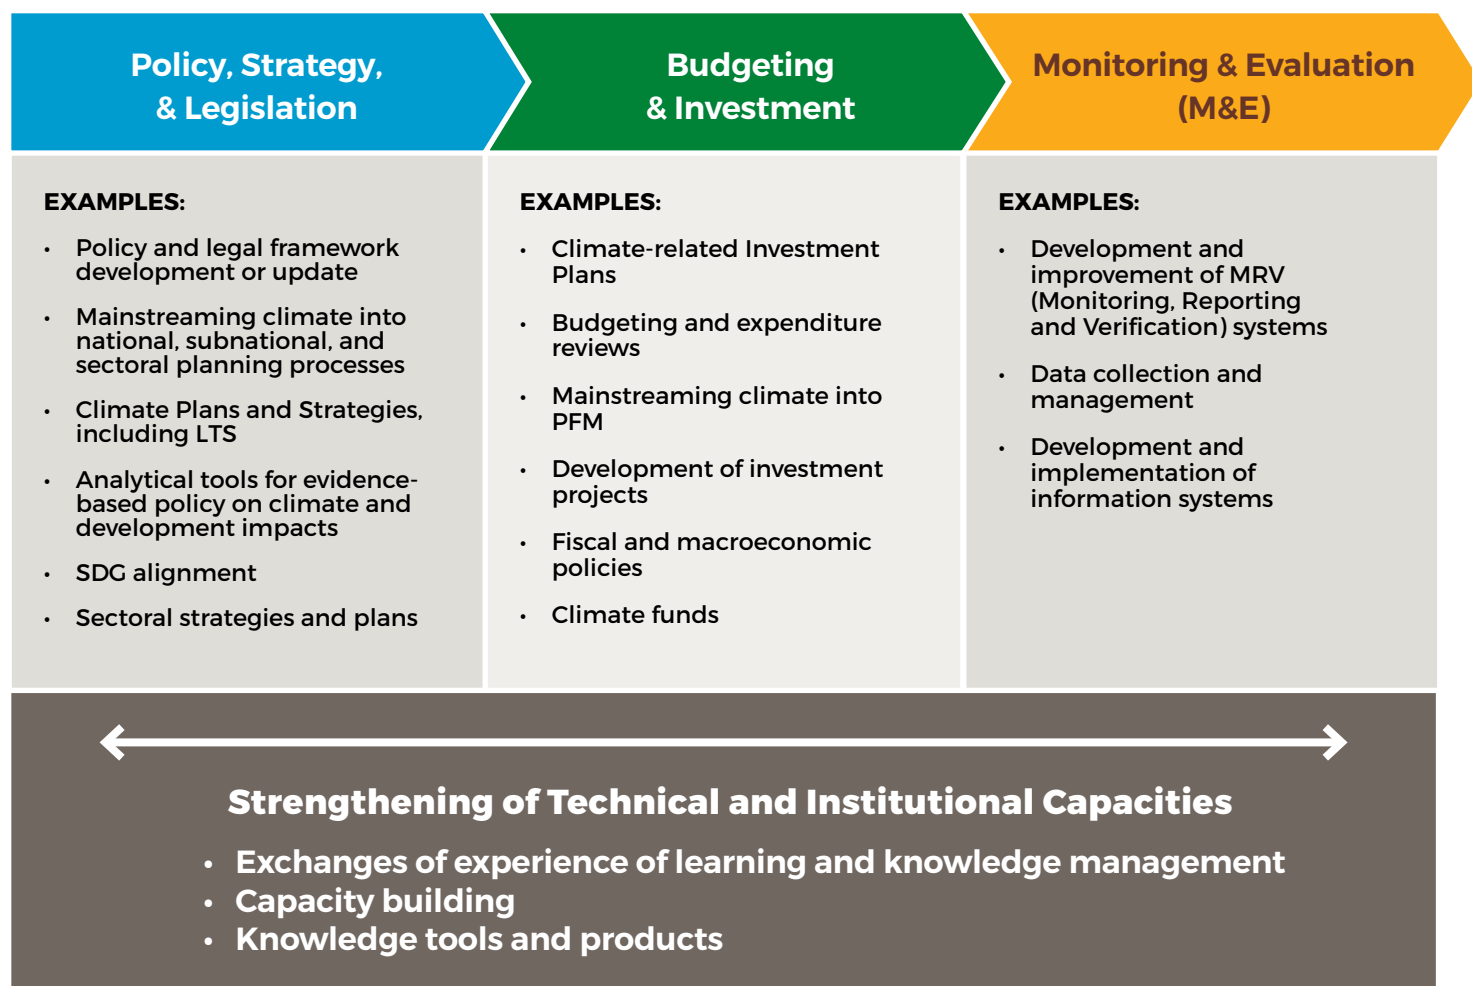 Policy, Strategy,
& Legislation
Budgeting
& Investment
Monitoring & Evaluation
(M&E)
EXAMPLES:
• Policy and legal framework
development or update
• Mainstreaming climate into
national, subnational, and
sectoral planning processes
• Climate Plans and Strategies,
including LTS
• Analytical tools for evidence-
based policy on climate and
development impacts
• SDG alignment
• Sectoral strategies and plans
EXAMPLES:
• Climate-related Investment
Plans
• Budgeting and expenditure
reviews
• Mainstreaming climate into
PFM
• Development of investment
projects
• Fiscal and macroeconomic
policies
• Climate funds
EXAMPLES:
• Development and
improvement of MRV
(Monitoring, Reporting
and Verification) systems
• Data collection and
management
• Development and
implementation of
information systems
Strengthening of Technical and Institutional Capacities
• Exchanges of experience of learning and knowledge management
• Capacity building
• Knowledge tools and products